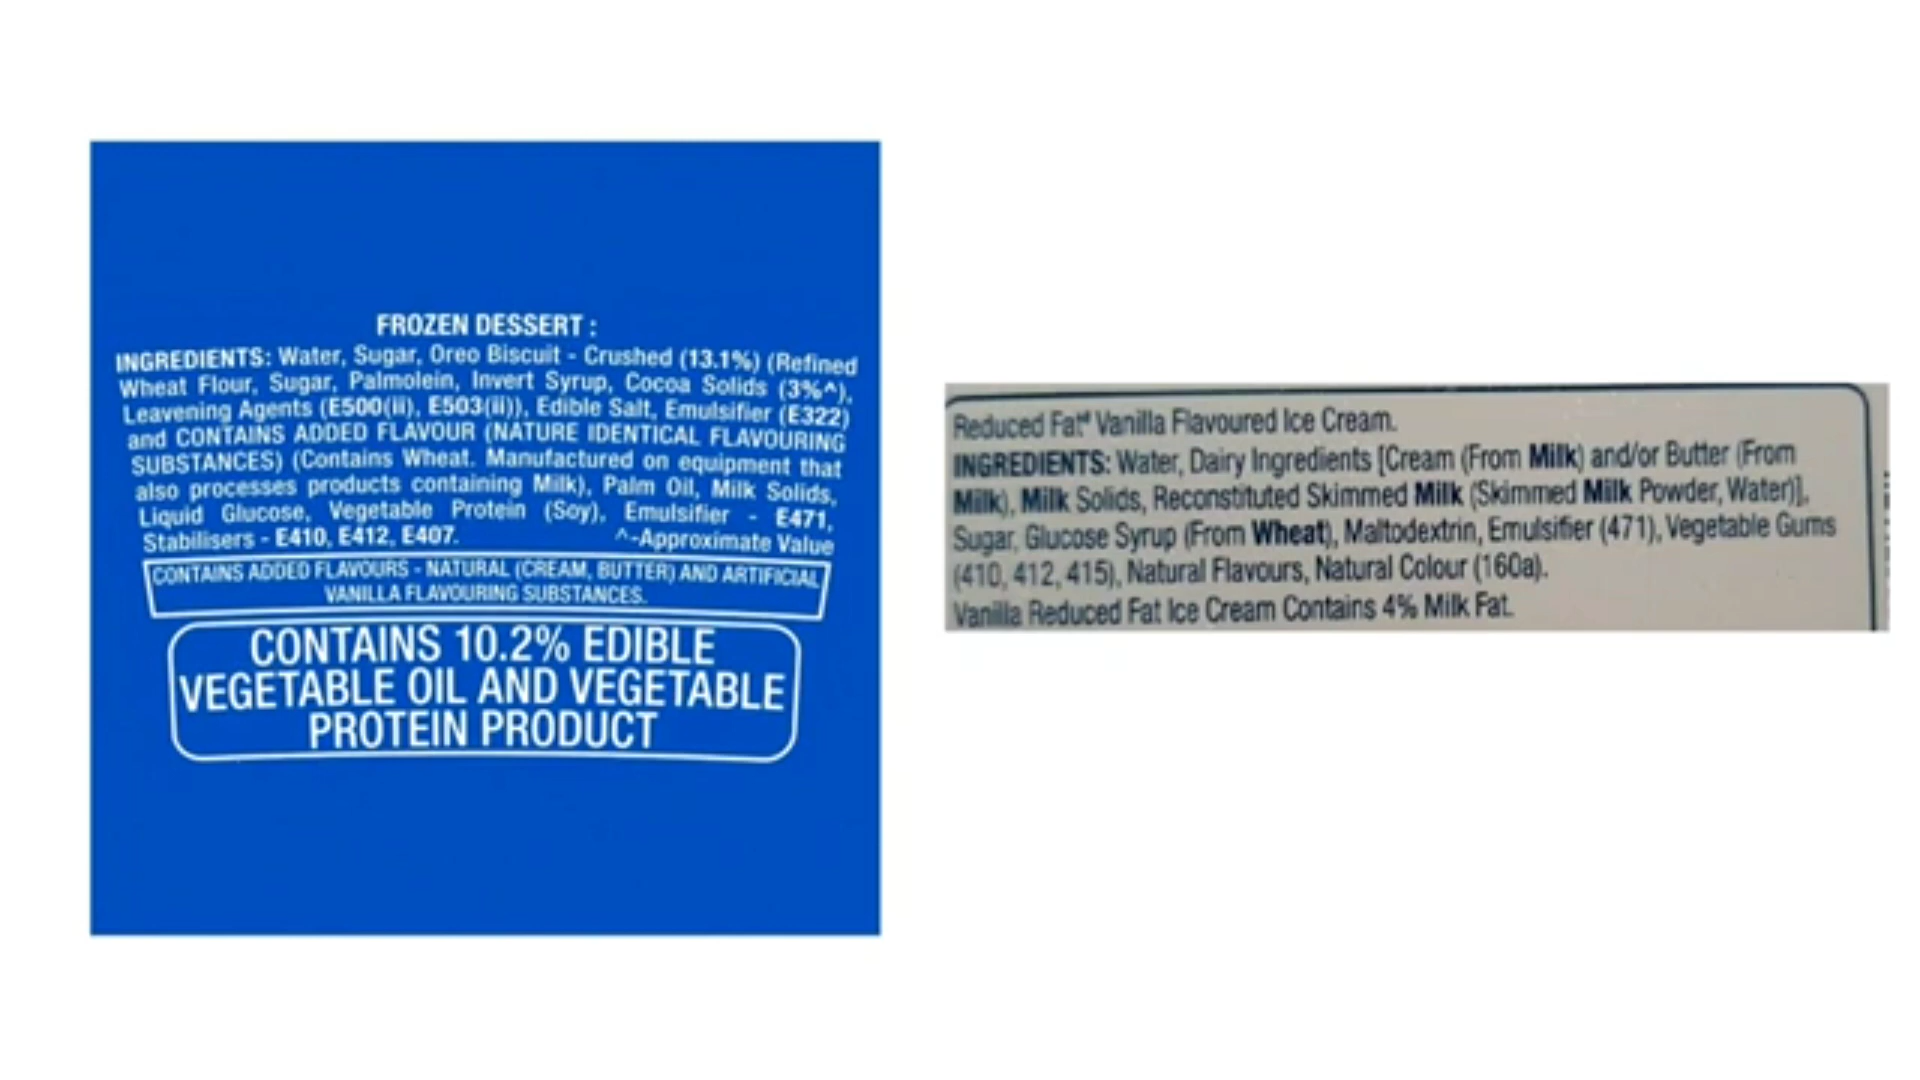 FROZEN DESSERT :
INGREDIENTS: Water, Sugar, Oreo Biscuit - Crushed (13.1%) (Refined
Wheat Flour, Sugar, Palmolein, Invert Syrup, Cocoa Solids (3%^),
Leavening Agents (E500(ii), E503(ii)), Edible Salt, Emulsifier (E322)
and CONTAINS ADDED FLAVOUR (NATURE IDENTICAL FLAVOURING
SUBSTANCES) (Contains Wheat. Manufactured on equipment that
also processes products containing Milk), Palm Oil, Milk Solids,
Liquid Glucose, Vegetable Protein (Soy), Emulsifier - E471,
Stabilisers - E410, E412, E407. ^-Approximate Value
CONTAINS ADDED FLAVOURS - NATURAL (CREAM, BUTTER) AND ARTIFICIAL
VANILLA FLAVOURING SUBSTANCES.
CONTAINS 10.2% EDIBLE
VEGETABLE OIL AND VEGETABLE
PROTEIN PRODUCT
Reduced Fat# Vanilla Flavoured Ice Cream.
INGREDIENTS: Water, Dairy Ingredients [Cream (From Milk) and/or Butter (From
Milk), Milk Solids, Reconstituted Skimmed Milk (Skimmed Milk Powder, Water)],
Sugar, Glucose Syrup (From Wheat), Maltodextrin, Emulsifier (471), Vegetable Gums
(410, 412, 415), Natural Flavours, Natural Colour (160a).
Vanilla Reduced Fat Ice Cream Contains 4% Milk Fat.